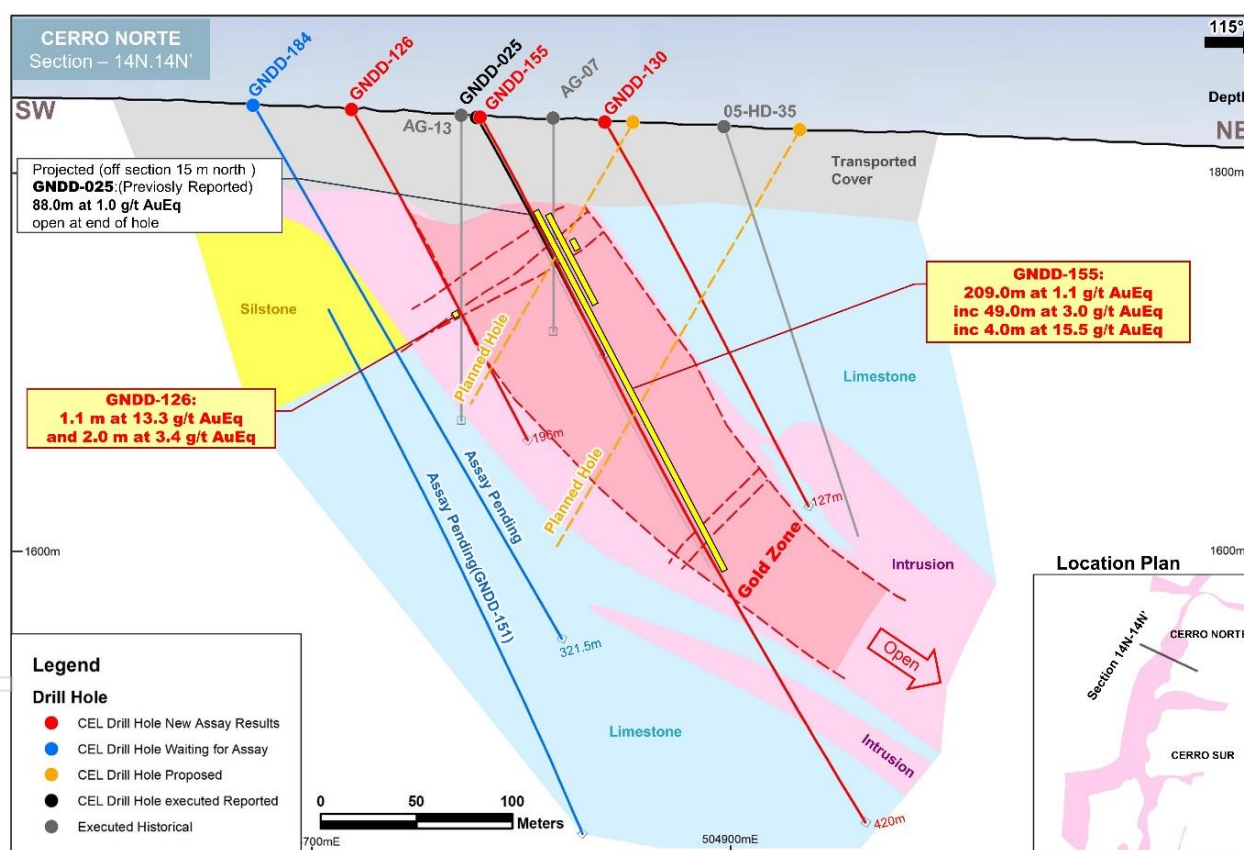 CERRO NORTE
Section – 14N.14N'
GNDD-184
GNDD-126
GNDD-025
GNDD-155
AG-07
GNDD-130
115°
SW
AG-13
05-HD-35
Depth
NE
Transported
Cover
1800m
Projected (off section 15 m north )
GNDD-025:(Previosly Reported)
88.0m at 1.0 g/t AuEq
open at end of hole
Silstone
GNDD-155:
209.0m at 1.1 g/t AuEq
inc 49.0m at 3.0 g/t AuEq
inc 4.0m at 15.5 g/t AuEq
Planned Hole
Limestone
GNDD-126:
1.1 m at 13.3 g/t AuEq
and 2.0 m at 3.4 g/t AuEq
196m
Assay Pending
Assay Pending(GNDD-151)
Planned Hole
127m
Gold Zone
1600m
Intrusion
1600m
Location Plan
321.5m
Open
CERRO NORTE
Section 14N-14N'
Legend
Drill Hole
CEL Drill Hole New Assay Results
CEL Drill Hole Waiting for Assay
CEL Drill Hole Proposed
CEL Drill Hole executed Reported
Executed Historical
Limestone
Intrusion
CERRO SUR
0 50 100
Meters
420m
700mE
504900mE